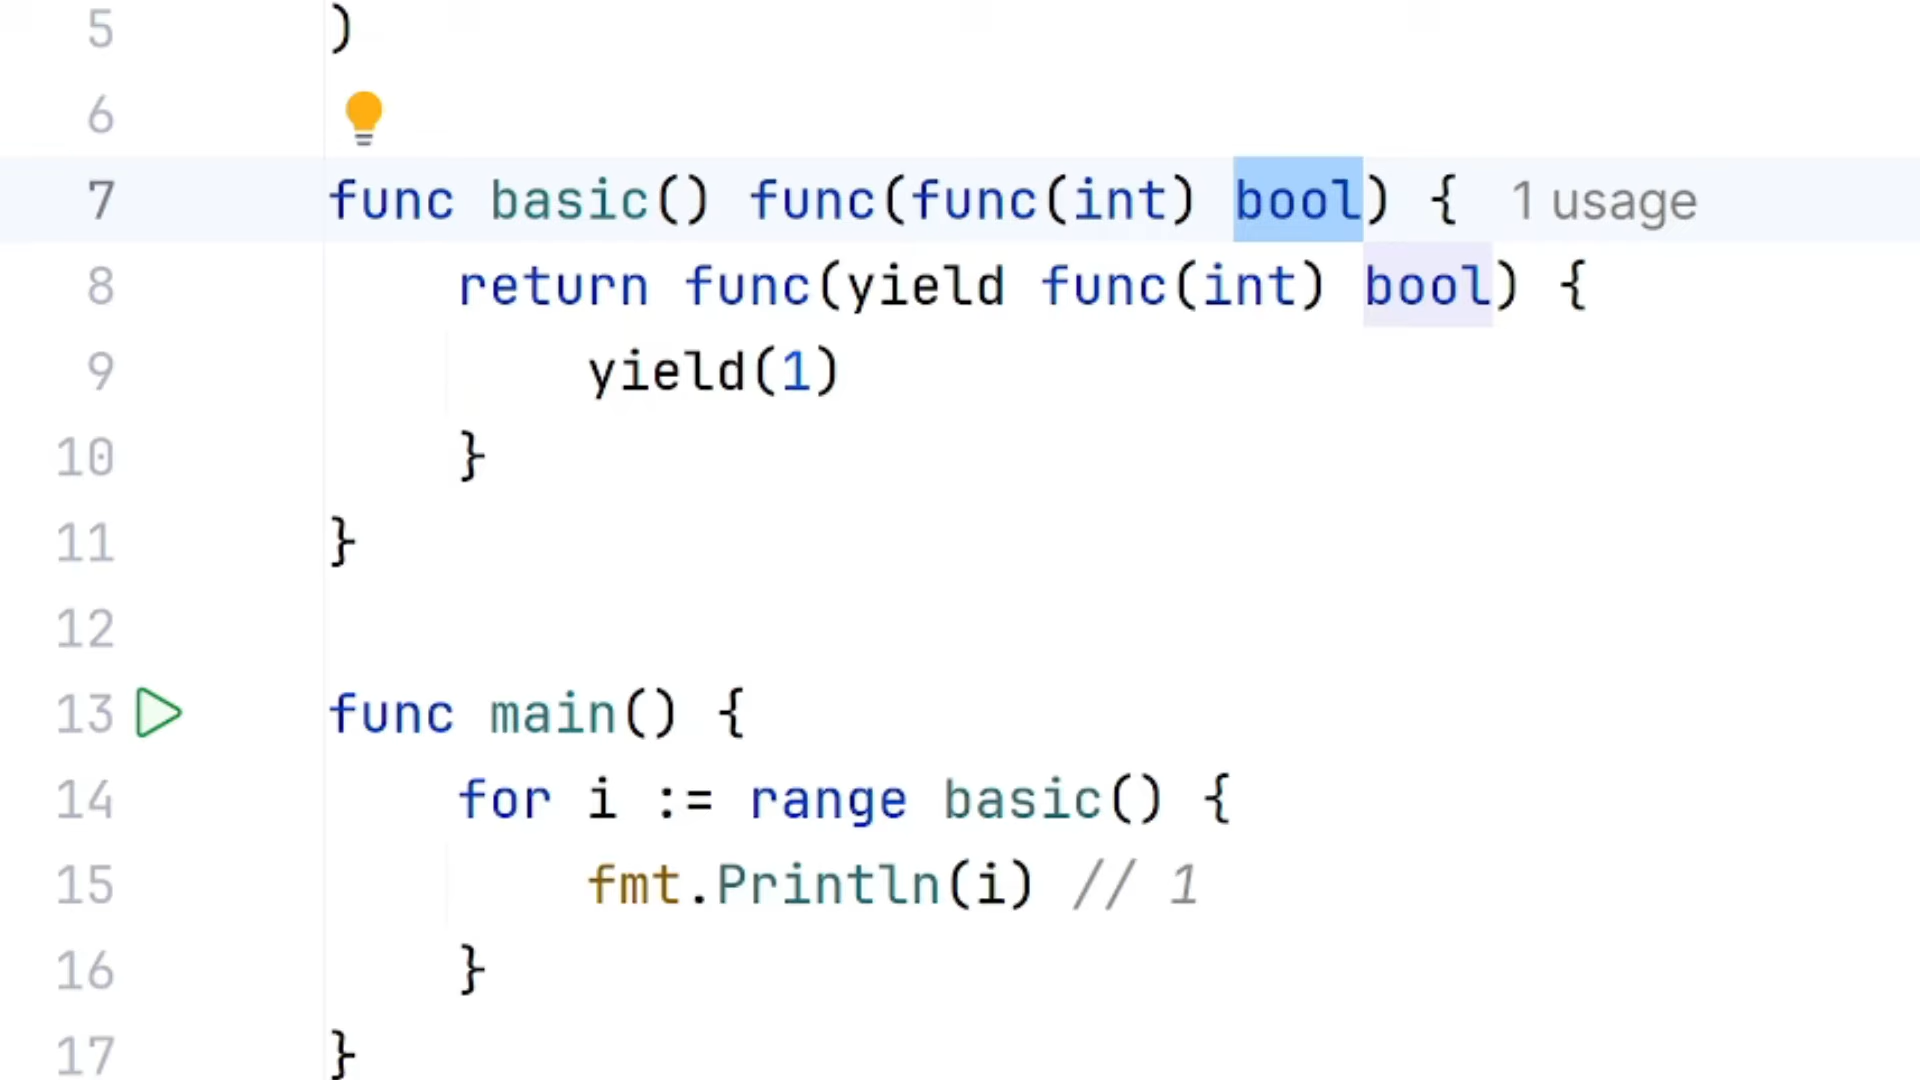 5 )
6
7 func basic() func(func(int) bool) { 1 usage
8 return func(yield func(int) bool) {
9 yield(1)
10 }
11 }
12
13 func main() {
14 for i := range basic() {
15 fmt.Println(i) // 1
16 }
17 }